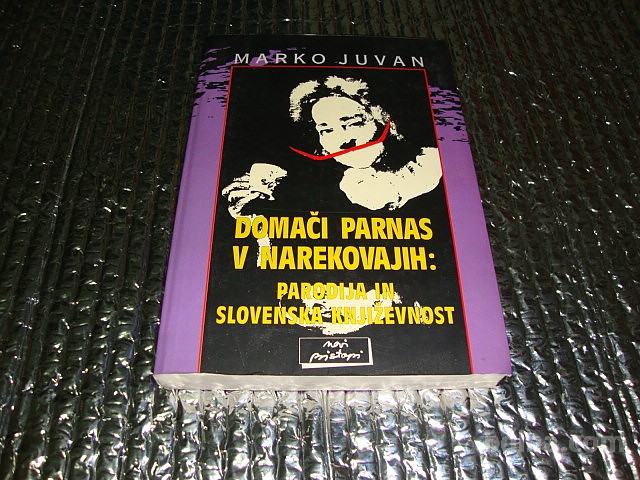 MARKO JUVAN
DOMAČI PARNAS
V NAREKOVAJIH:
PARODIJA IN
SLOVENSKA KNJIŽEVNOST
novi
pristopi